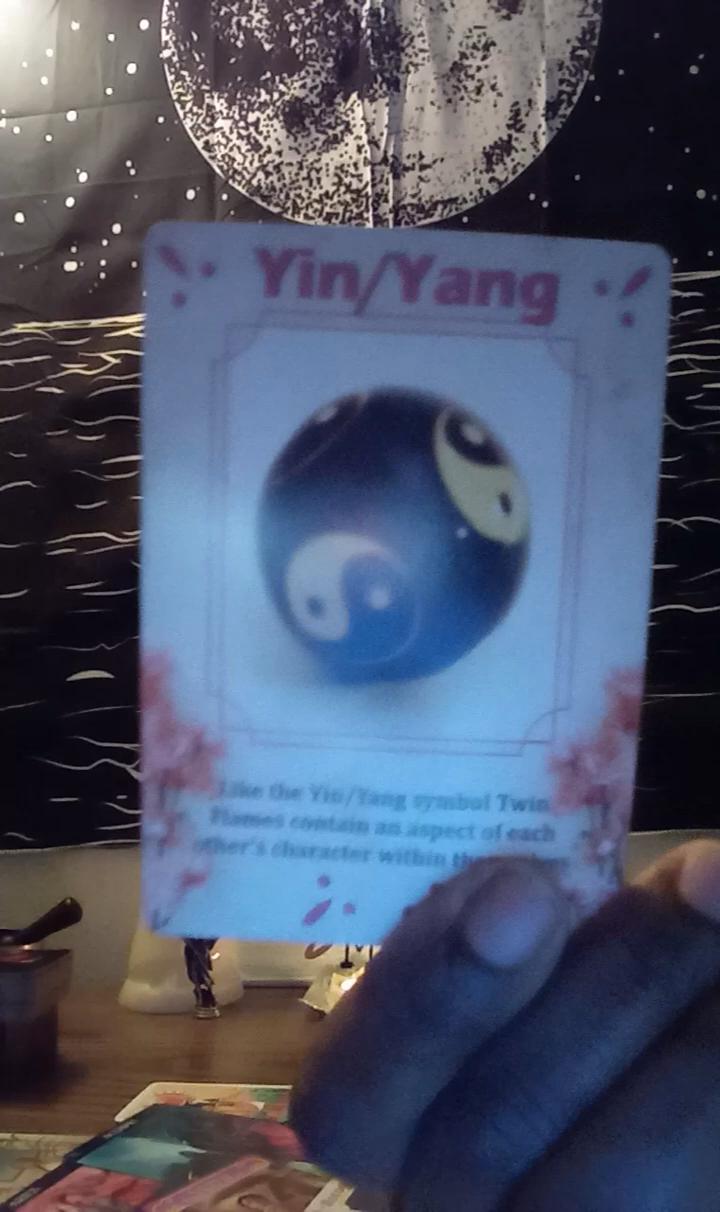 Yin/Yang
Like the Yin/Yang symbol Twin
Flames contain an aspect of each
other's character within